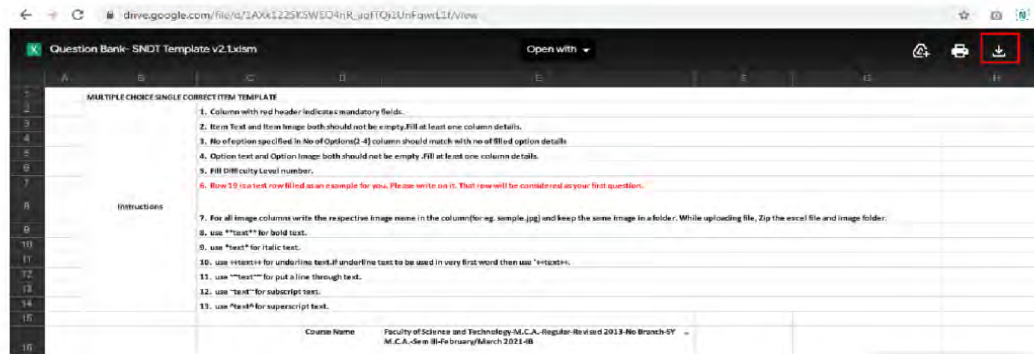 drive.google.com/file/d/1AXk122SKSWEO4nR_uofTQi2UnFqwrL1f/view
Question Bank- SNDT Template v2.1.xlsm
Open with
A B C D E F G H
1 MULTIPLE CHOICE SINGLE CORRECT ITEM TEMPLATE
2 1. Column with red header indicates mandatory fields.
3 2. Item Text and Item Image both should not be empty.Fill at least one column details.
4 3. No of option specified in No of Options(2-4) column should match with no of filled option details
5 4. Option text and Option Image both should not be empty .Fill at least one column details.
6 5. Fill Difficulty Level number.
7 6. Row 19 is a test row filled as an example for you. Please write on it. That row will be considered as your first question.
8 Instructions 7. For all image columns write the respective image name in the column(for eg. sample.jpg) and keep the same image in a folder. While uploading file, Zip the excel file and image folder.
9 8. use **text** for bold text.
10 9. use *text* for italic text.
11 10. use ++text++ for underline text.If underline text to be used in very first word then use '++text++.
12 11. use ~~text~~ for put a line through text.
13 12. use ~text~for subscript text.
14 13. use ^text^ for superscript text.
15
16 Course Name Faculty of Science and Technology-M.C.A.-Regular-Revised 2013-No Branch-SY
M.C.A.-Sem III-February/March 2021-IB